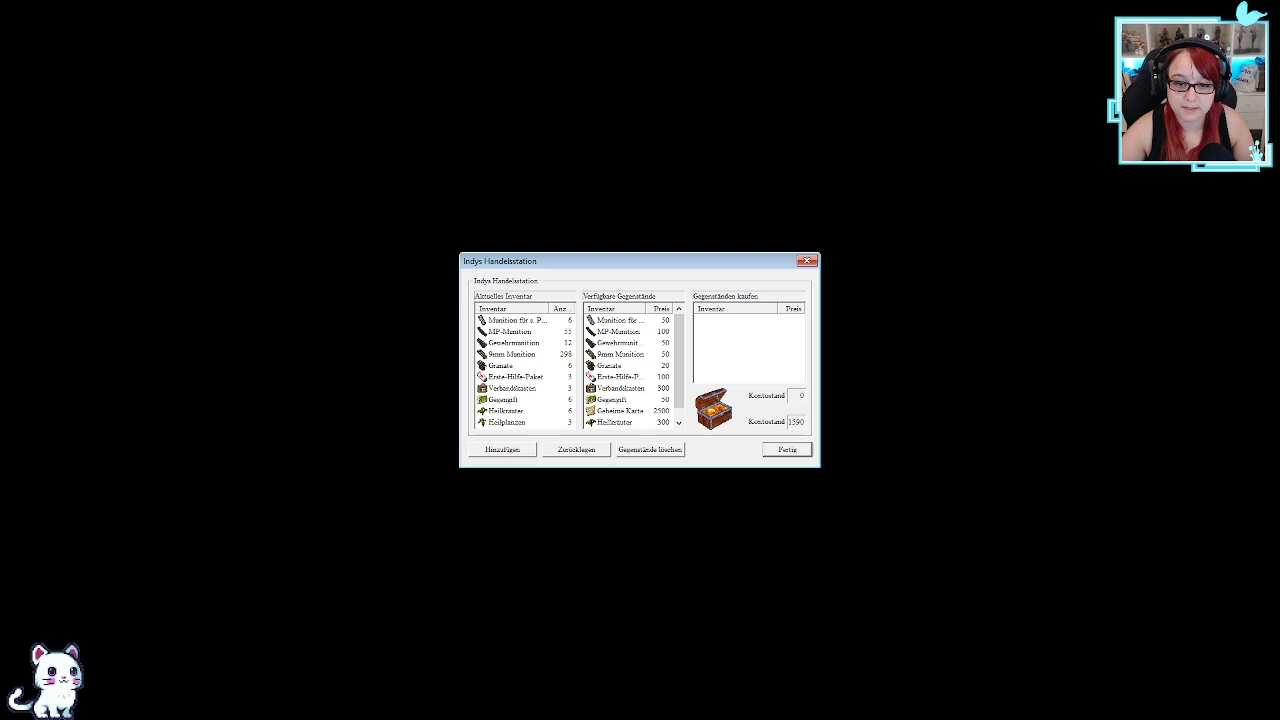 Indys Handelsstation
Indys Handelsstation
Aktuelles Inventar
Inventar Anz...
Munition für s. P... 6
MP-Munition 55
Gewehrmunition 12
9mm Munition 298
Granate 6
Erste-Hilfe-Paket 3
Verbandskasten 3
Gegengift 6
Heilkräuter 6
Heilplanzen 3
Verfügbare Gegenstände
Inventar Preis
Munition für ... 50
MP-Munition 100
Gewehrmunit... 50
9mm Munition 50
Granate 20
Erste-Hilfe-P... 100
Verbandskasten 300
Gegengift 50
Geheime Karte 2500
Heilkräuter 300
Gegenständen kaufen
Inventar Preis
Kontostand 0
Kontostand 1590
Hinzufügen Zurücklegen Gegenstände löschen Fertig